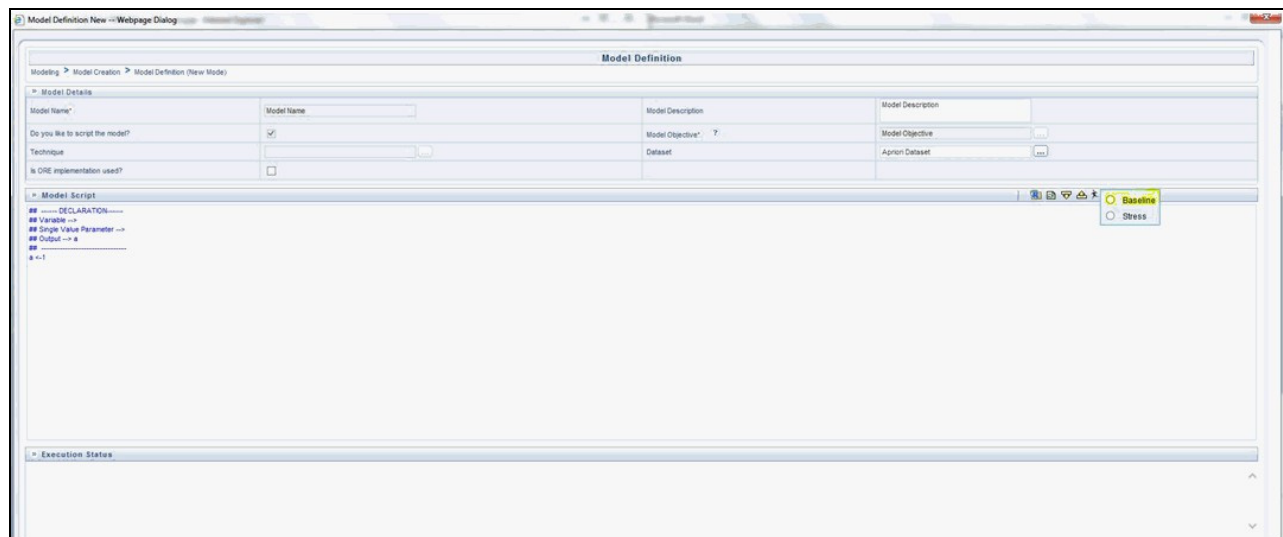 Model Definition New -- Webpage Dialog
Model Definition
Modeling > Model Creation > Model Definition (New Mode)
» Model Details
Model Name* Model Name Model Description Model Description
Do you like to script the model? Model Objective* ? Model Objective ...
Technique ... Dataset Apriori Dataset ...
Is ORE implementation used?
» Model Script
Baseline
Stress
## ------ DECLARATION------
## Variable -->
## Single Value Parameter -->
## Output --> a
## --------------------------------
a <-1
» Execution Status